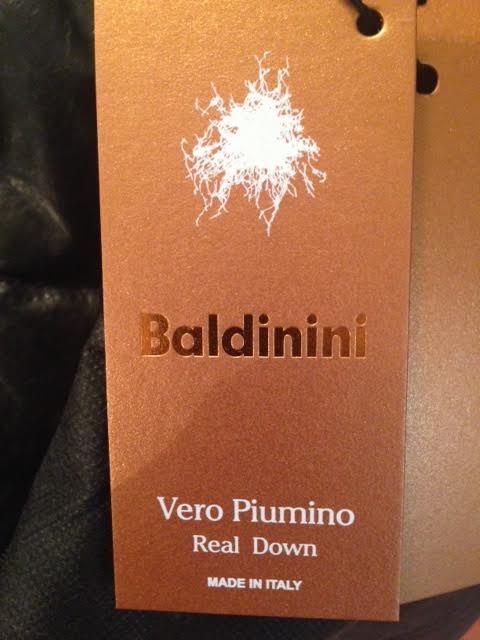 Baldinini
Vero Piumino
Real Down
MADE IN ITALY